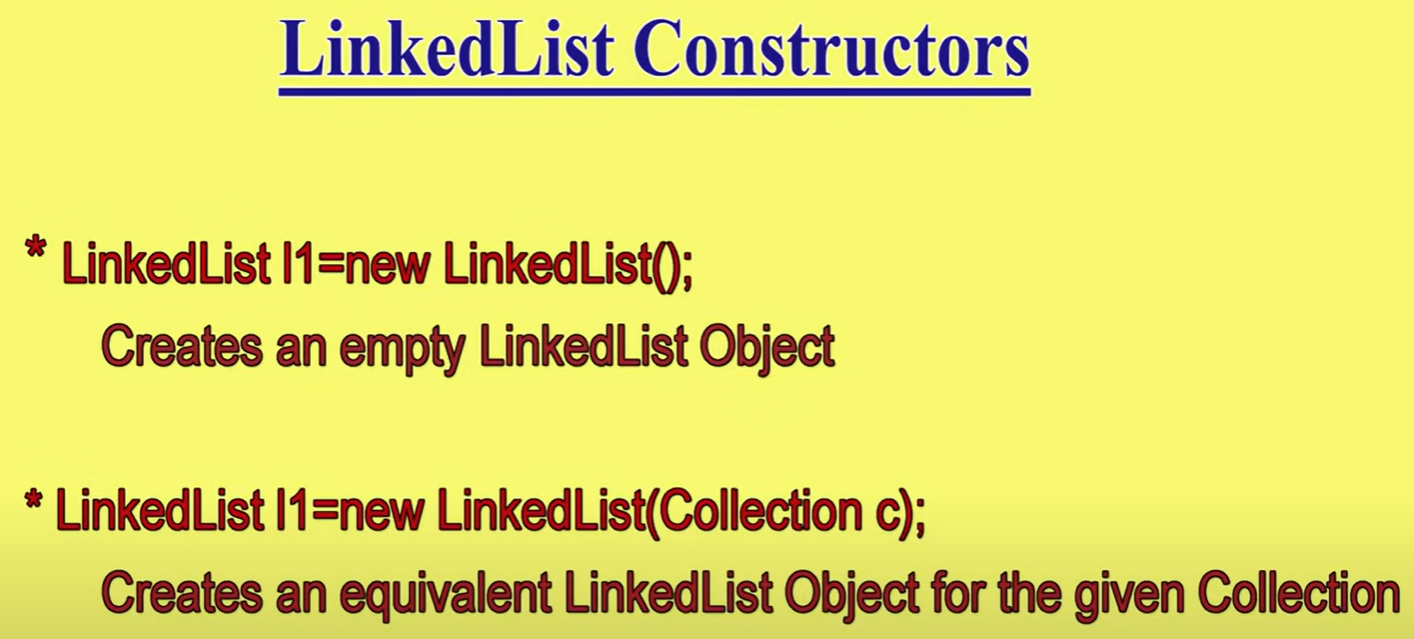 LinkedList Constructors
* LinkedList l1=new LinkedList();
Creates an empty LinkedList Object
* LinkedList l1=new LinkedList(Collection c);
Creates an equivalent LinkedList Object for the given Collection